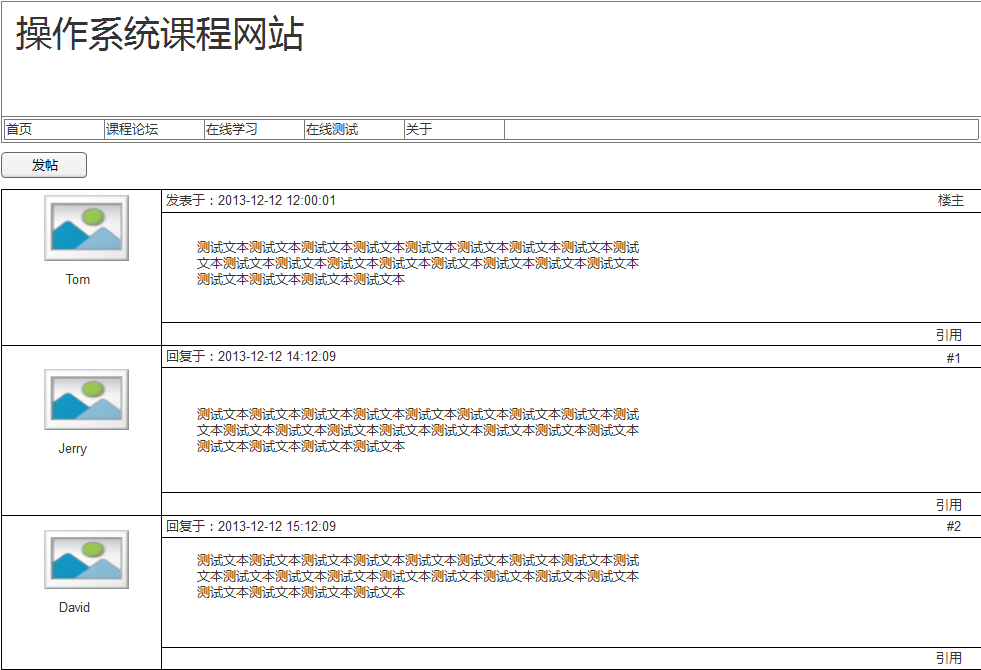 操作系统课程网站
首页 课程论坛 在线学习 在线测试 关于
发帖
发表于：2013-12-12 12:00:01 楼主
Tom
测试文本测试文本测试文本测试文本测试文本测试文本测试文本测试文本测试
文本测试文本测试文本测试文本测试文本测试文本测试文本测试文本测试文本
测试文本测试文本测试文本测试文本
引用
回复于：2013-12-12 14:12:09 #1
Jerry
测试文本测试文本测试文本测试文本测试文本测试文本测试文本测试文本测试
文本测试文本测试文本测试文本测试文本测试文本测试文本测试文本测试文本
测试文本测试文本测试文本测试文本
引用
回复于：2013-12-12 15:12:09 #2
David
测试文本测试文本测试文本测试文本测试文本测试文本测试文本测试文本测试
文本测试文本测试文本测试文本测试文本测试文本测试文本测试文本测试文本
测试文本测试文本测试文本测试文本
引用